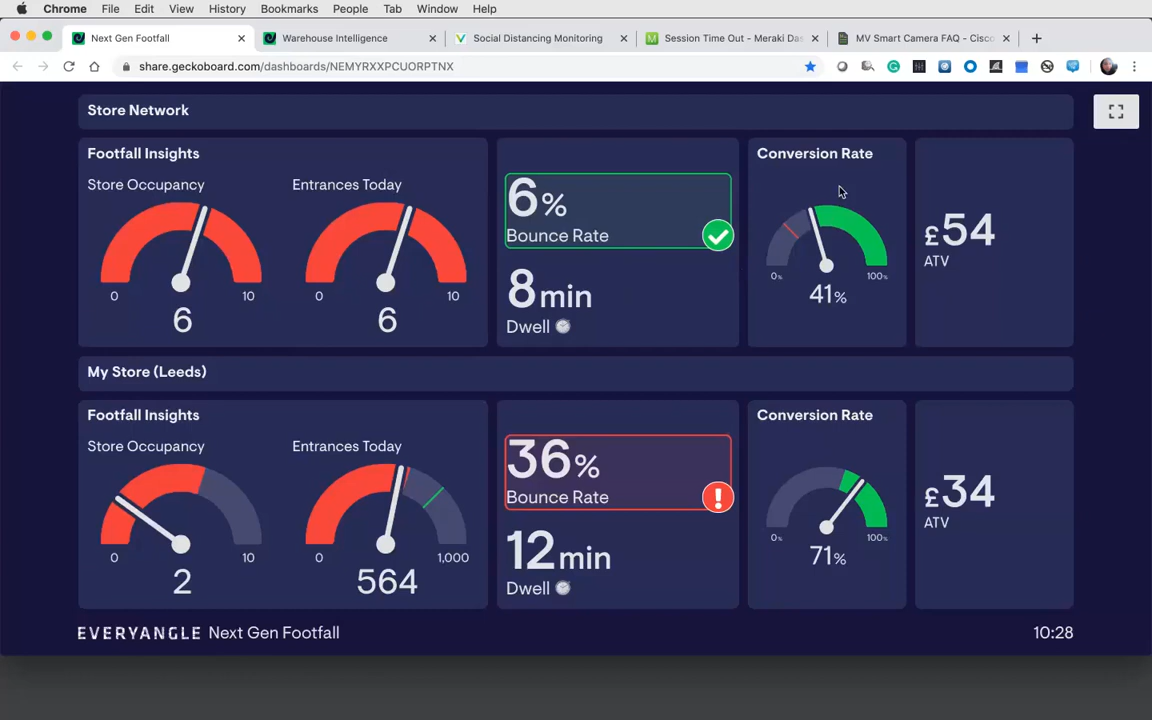 Chrome File Edit View History Bookmarks People Tab Window Help
Next Gen Footfall
Warehouse Intelligence
Social Distancing Monitoring
Session Time Out - Meraki Das
MV Smart Camera FAQ - Cisco
share.geckoboard.com/dashboards/NEMYRXXPCUORPTNX
Store Network
Footfall Insights
Store Occupancy
0 10
6
Entrances Today
0 10
6
6%
Bounce Rate
8 min
Dwell
Conversion Rate
0% 100%
41%
£54
ATV
My Store (Leeds)
Footfall Insights
Store Occupancy
0 10
2
Entrances Today
0 1,000
564
36%
Bounce Rate
12 min
Dwell
Conversion Rate
0% 100%
71%
£34
ATV
EVERYANGLE Next Gen Footfall
10:28